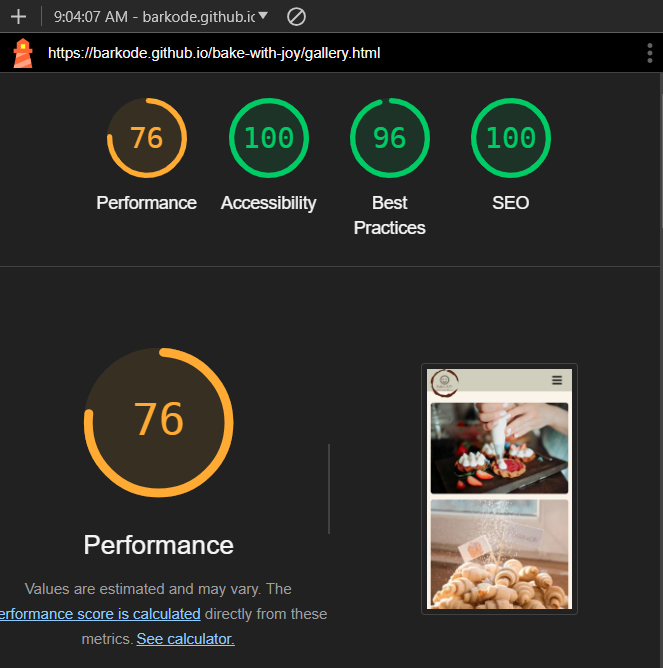 9:04:07 AM - barkode.github.ic
https://barkode.github.io/bake-with-joy/gallery.html
76
100
96
100
Performance
Accessibility
Best
Practices
SEO
76
Performance
Values are estimated and may vary. The
erformance score is calculated directly from these
metrics. See calculator.